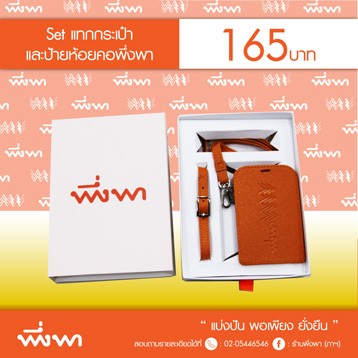 Set แทกกระเป๋า
และป้ายห้อยคอพึ่งพา
165บาท
พึ่งพา
พึ่งพา
“ แบ่งปัน พอเพียง ยั่งยืน ”
สอบถามรายละเอียดได้ที่ : 02-05446546 : ร้านพึ่งพา (ภาฯ)